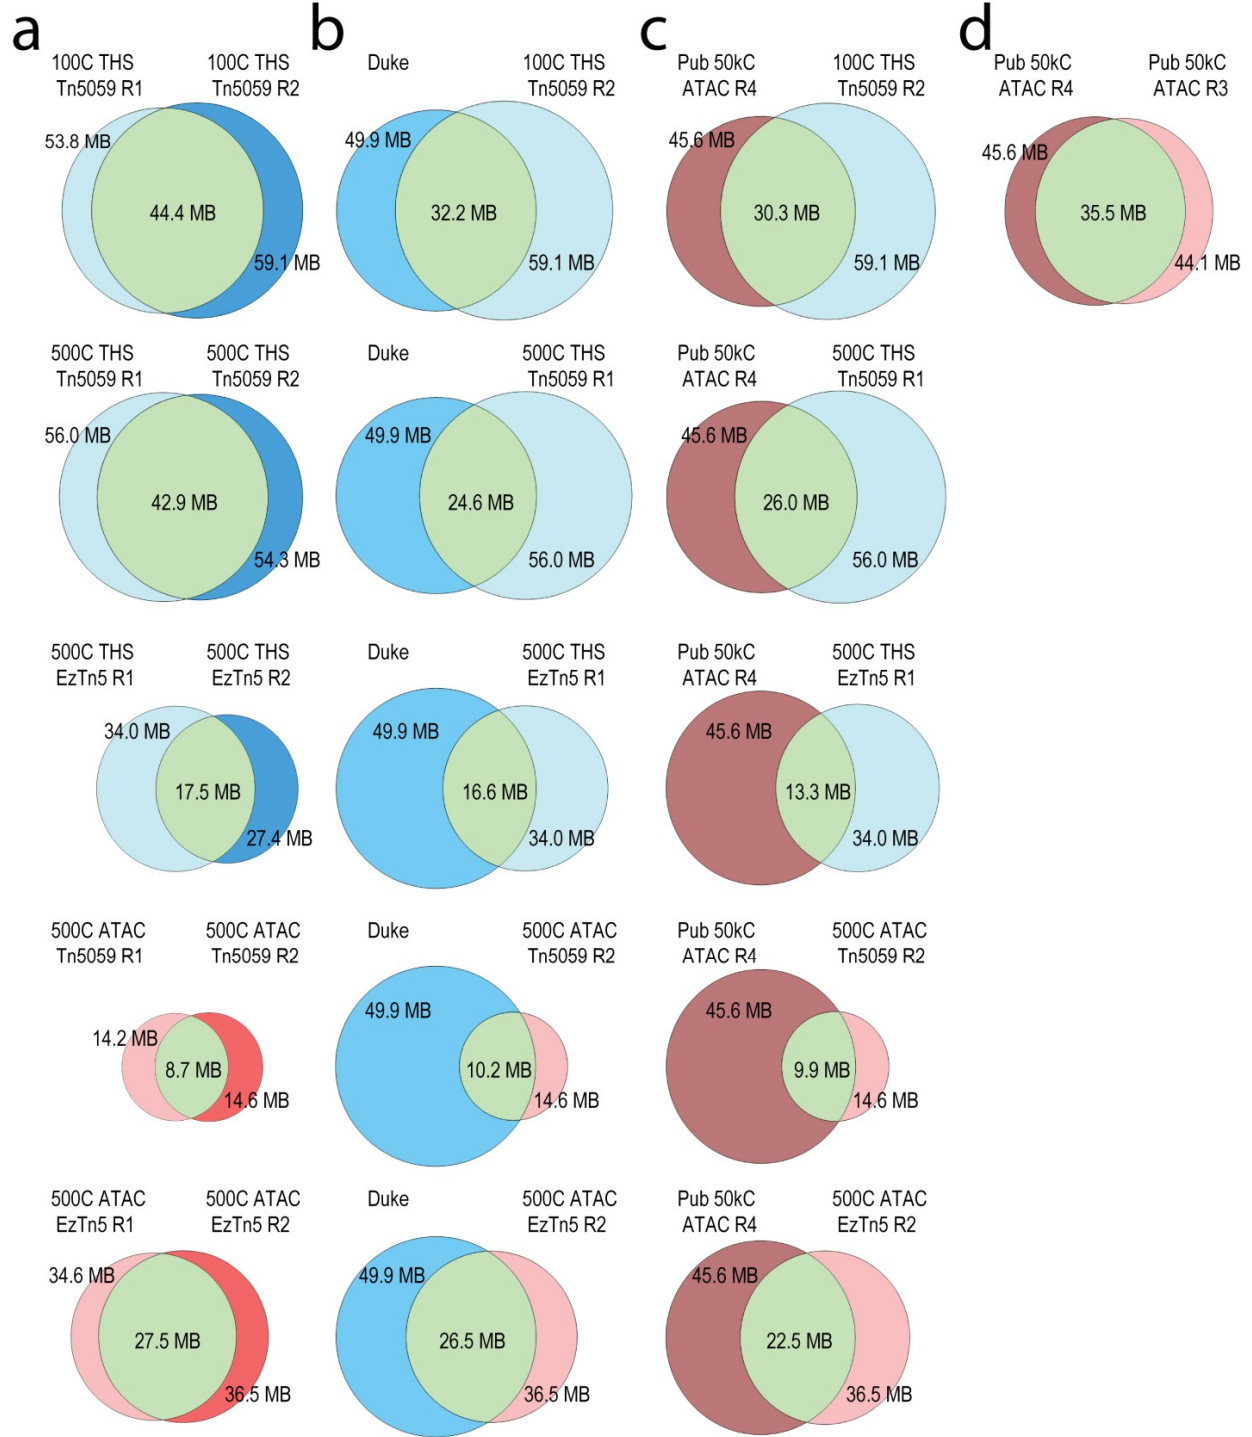 a
b
c
d
100C THS
Tn5059 R1
100C THS
Tn5059 R2
53.8 MB
44.4 MB
59.1 MB
Duke
100C THS
Tn5059 R2
49.9 MB
32.2 MB
59.1 MB
Pub 50kC
ATAC R4
100C THS
Tn5059 R2
45.6 MB
30.3 MB
59.1 MB
Pub 50kC
ATAC R4
Pub 50kC
ATAC R3
45.6 MB
35.5 MB
44.1 MB
500C THS
Tn5059 R1
500C THS
Tn5059 R2
56.0 MB
42.9 MB
54.3 MB
Duke
500C THS
Tn5059 R1
49.9 MB
24.6 MB
56.0 MB
Pub 50kC
ATAC R4
500C THS
Tn5059 R1
45.6 MB
26.0 MB
56.0 MB
500C THS
EzTn5 R1
500C THS
EzTn5 R2
34.0 MB
17.5 MB
27.4 MB
Duke
500C THS
EzTn5 R1
49.9 MB
16.6 MB
34.0 MB
Pub 50kC
ATAC R4
500C THS
EzTn5 R1
45.6 MB
13.3 MB
34.0 MB
500C ATAC
Tn5059 R1
500C ATAC
Tn5059 R2
14.2 MB
8.7 MB
14.6 MB
Duke
500C ATAC
Tn5059 R2
49.9 MB
10.2 MB
14.6 MB
Pub 50kC
ATAC R4
500C ATAC
Tn5059 R2
45.6 MB
9.9 MB
14.6 MB
500C ATAC
EzTn5 R1
500C ATAC
EzTn5 R2
34.6 MB
27.5 MB
36.5 MB
Duke
500C ATAC
EzTn5 R2
49.9 MB
26.5 MB
36.5 MB
Pub 50kC
ATAC R4
500C ATAC
EzTn5 R2
45.6 MB
22.5 MB
36.5 MB